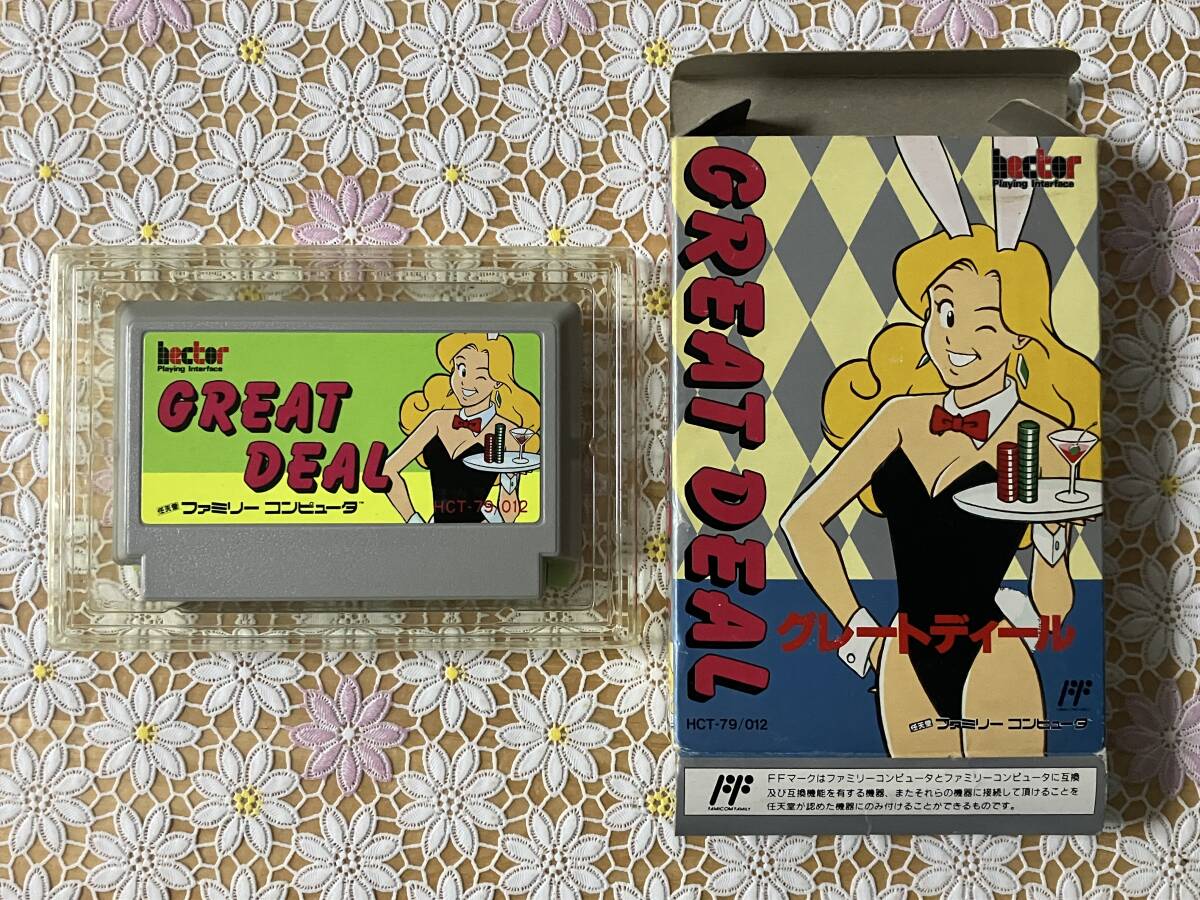 hector
Playing Interface
GREAT
DEAL
任天堂 ファミリー コンピュータ
HCT-79/012
hector
Playing Interface
GREAT DEAL
グレートディール
HCT-79/012
任天堂 ファミリー コンピュータ
FAMICOM FAMILY
FFマークはファミリーコンピュータとファミリーコンピュータに互換
及び互換機能を有する機器、またそれらの機器に接続して頂けることを
任天堂が認めた機器にのみ付けることができるものです。